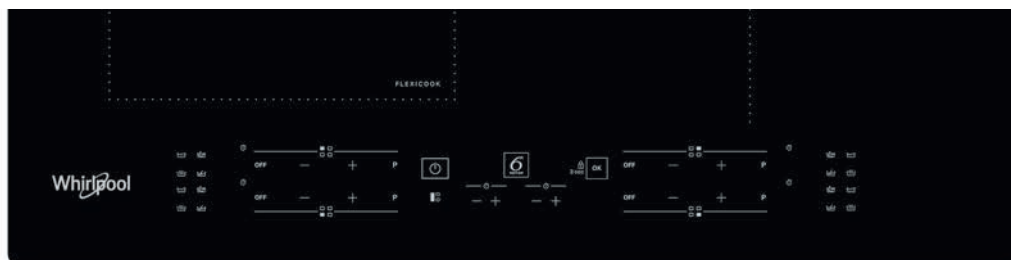 FLEXICOOK
OFF − + P
6
OK
OFF − + P
Whirlpool
OFF − + P
− + − +
OFF − + P